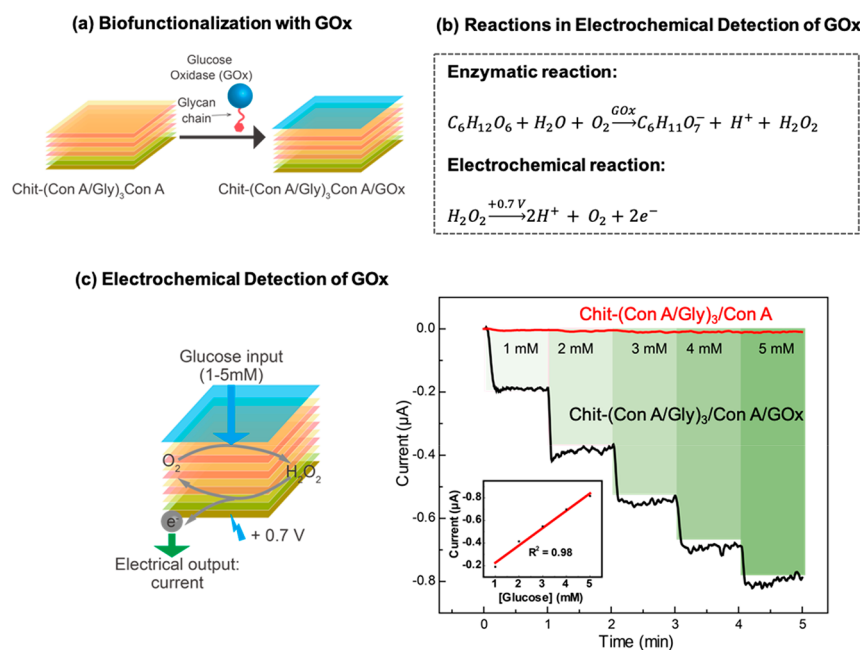 (a) Biofunctionalization with GOx
Glucose
Oxidase (GOx)
Glycan
chain
Chit-(Con A/Gly)₃Con A
Chit-(Con A/Gly)₃Con A/GOx
(b) Reactions in Electrochemical Detection of GOx
Enzymatic reaction:
GOx
C₆H₁₂O₆ + H₂O + O₂ → C₆H₁₁O₇⁻ + H⁺ + H₂O₂
Electrochemical reaction:
+0.7 V
H₂O₂ → 2H⁺ + O₂ + 2e⁻
(c) Electrochemical Detection of GOx
Glucose input
(1-5mM)
O₂
H₂O₂
e⁻
+ 0.7 V
Electrical output:
current
Chit-(Con A/Gly)₃/Con A
1 mM
2 mM
3 mM
4 mM
5 mM
Chit-(Con A/Gly)₃/Con A/GOx
Current (µA)
0.0
-0.2
-0.4
-0.6
-0.8
0
1
2
3
4
5
Time (min)
Current (µA)
-0.8
-0.6
-0.4
-0.2
R² = 0.98
1
2
3
4
5
[Glucose] (mM)